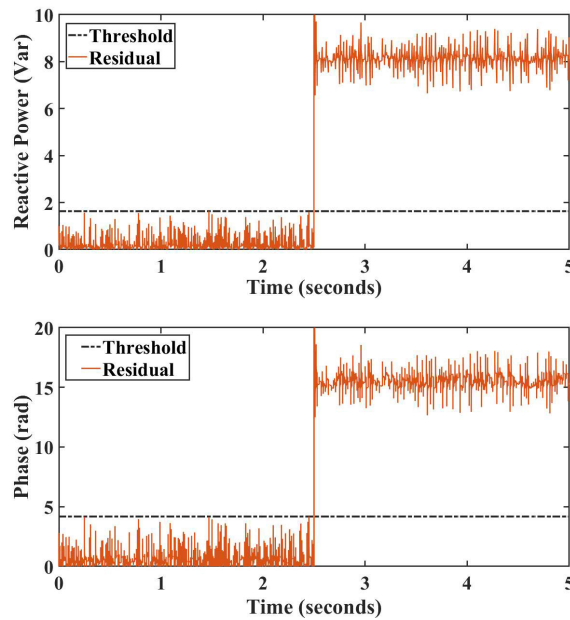 10
8
6
4
2
0
Reactive Power (Var)
Threshold
Residual
0 1 2 3 4 5
Time (seconds)
20
15
10
5
0
Phase (rad)
Threshold
Residual
0 1 2 3 4 5
Time (seconds)